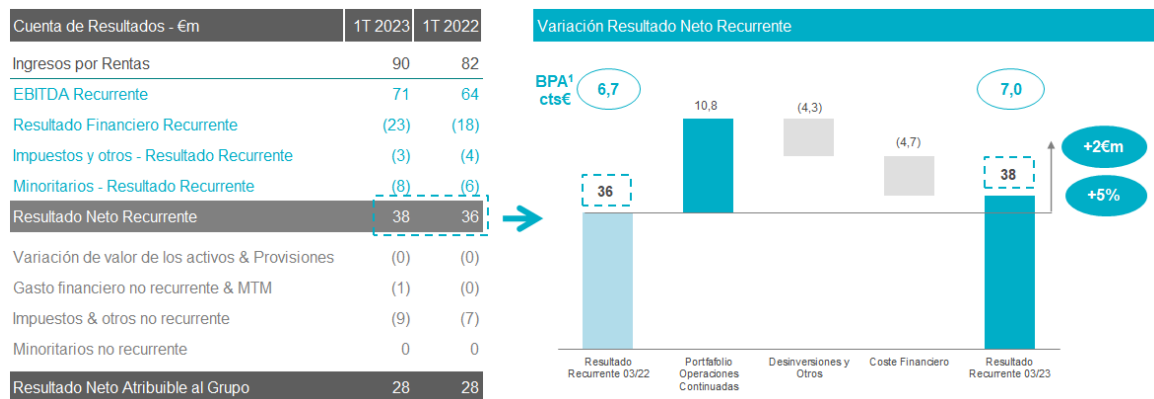 Cuenta de Resultados - €m 1T 2023 1T 2022
Ingresos por Rentas 90 82
EBITDA Recurrente 71 64
Resultado Financiero Recurrente (23) (18)
Impuestos y otros - Resultado Recurrente (3) (4)
Minoritarios - Resultado Recurrente (8) (6)
Resultado Neto Recurrente 38 36
Variación de valor de los activos & Provisiones (0) (0)
Gasto financiero no recurrente & MTM (1) (0)
Impuestos & otros no recurrente (9) (7)
Minoritarios no recurrente 0 0
Resultado Neto Atribuible al Grupo 28 28
Variación Resultado Neto Recurrente
BPA¹
cts€
6,7
7,0
10,8
(4,3)
(4,7)
36
38
+2€m
+5%
Resultado
Recurrente 03/22
Portfafolio
Operaciones
Continuadas
Desinversiones y
Otros
Coste Financiero
Resultado
Recurrente 03/23